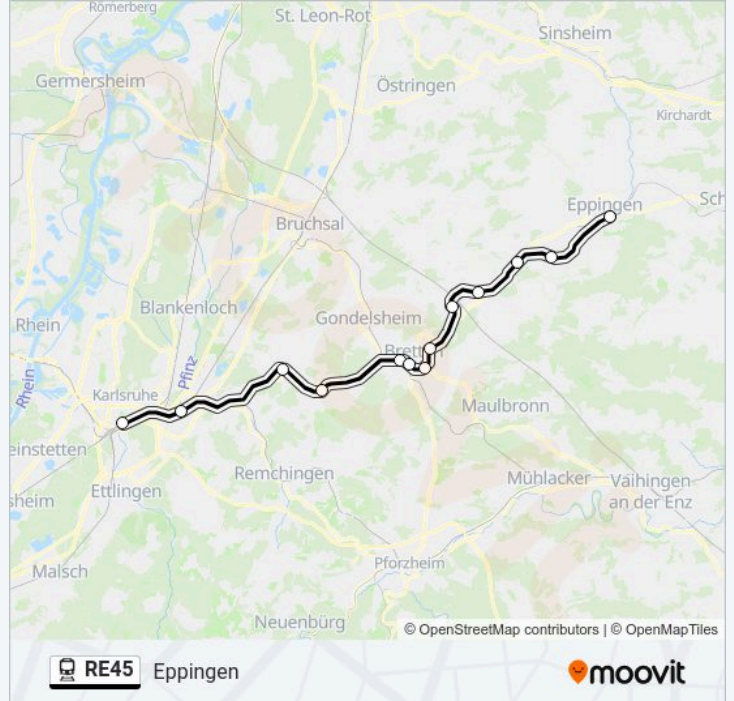 Römerberg
St. Leon-Rot
Sinsheim
Germersheim
Östringen
Kirchardt
Eppingen
Sch
Bruchsal
Blankenloch
Gondelsheim
Rhein
Pfinz
Bretten
Rhein
Karlsruhe
Maulbronn
einstetten
Remchingen
Mühlacker
Vaihingen
an der Enz
sheim
Ettlingen
Pforzheim
Malsch
Neuenbürg
© OpenStreetMap contributors | © OpenMapTiles
RE45 Eppingen
moovit